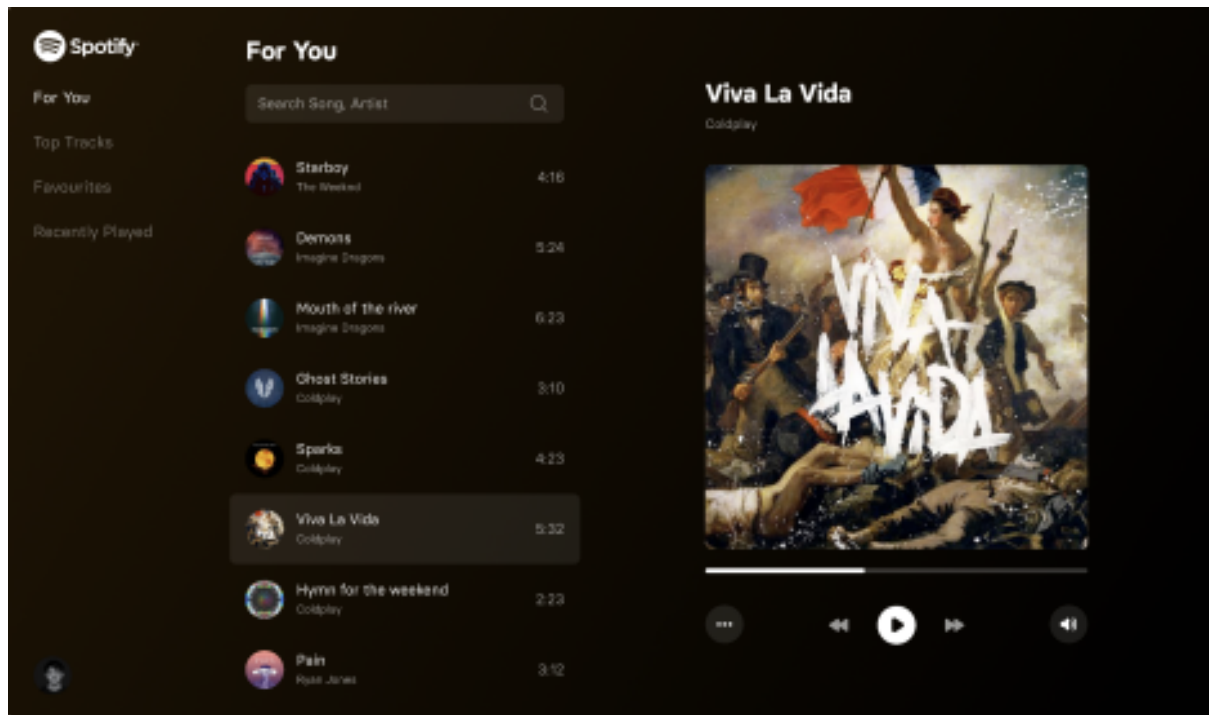 Spotify
For You
Top Tracks
Favourites
Recently Played
For You
Search Song, Artist
Starboy
The Weeknd
4:16
Demons
Imagine Dragons
5:24
Mouth of the river
Imagine Dragons
6:23
Ghost Stories
Coldplay
3:10
Sparks
Coldplay
4:23
Viva La Vida
Coldplay
5:32
Hymn for the weekend
Coldplay
2:23
Pain
Ryan Jones
3:12
Viva La Vida
Coldplay
VIVA
LA VIDA